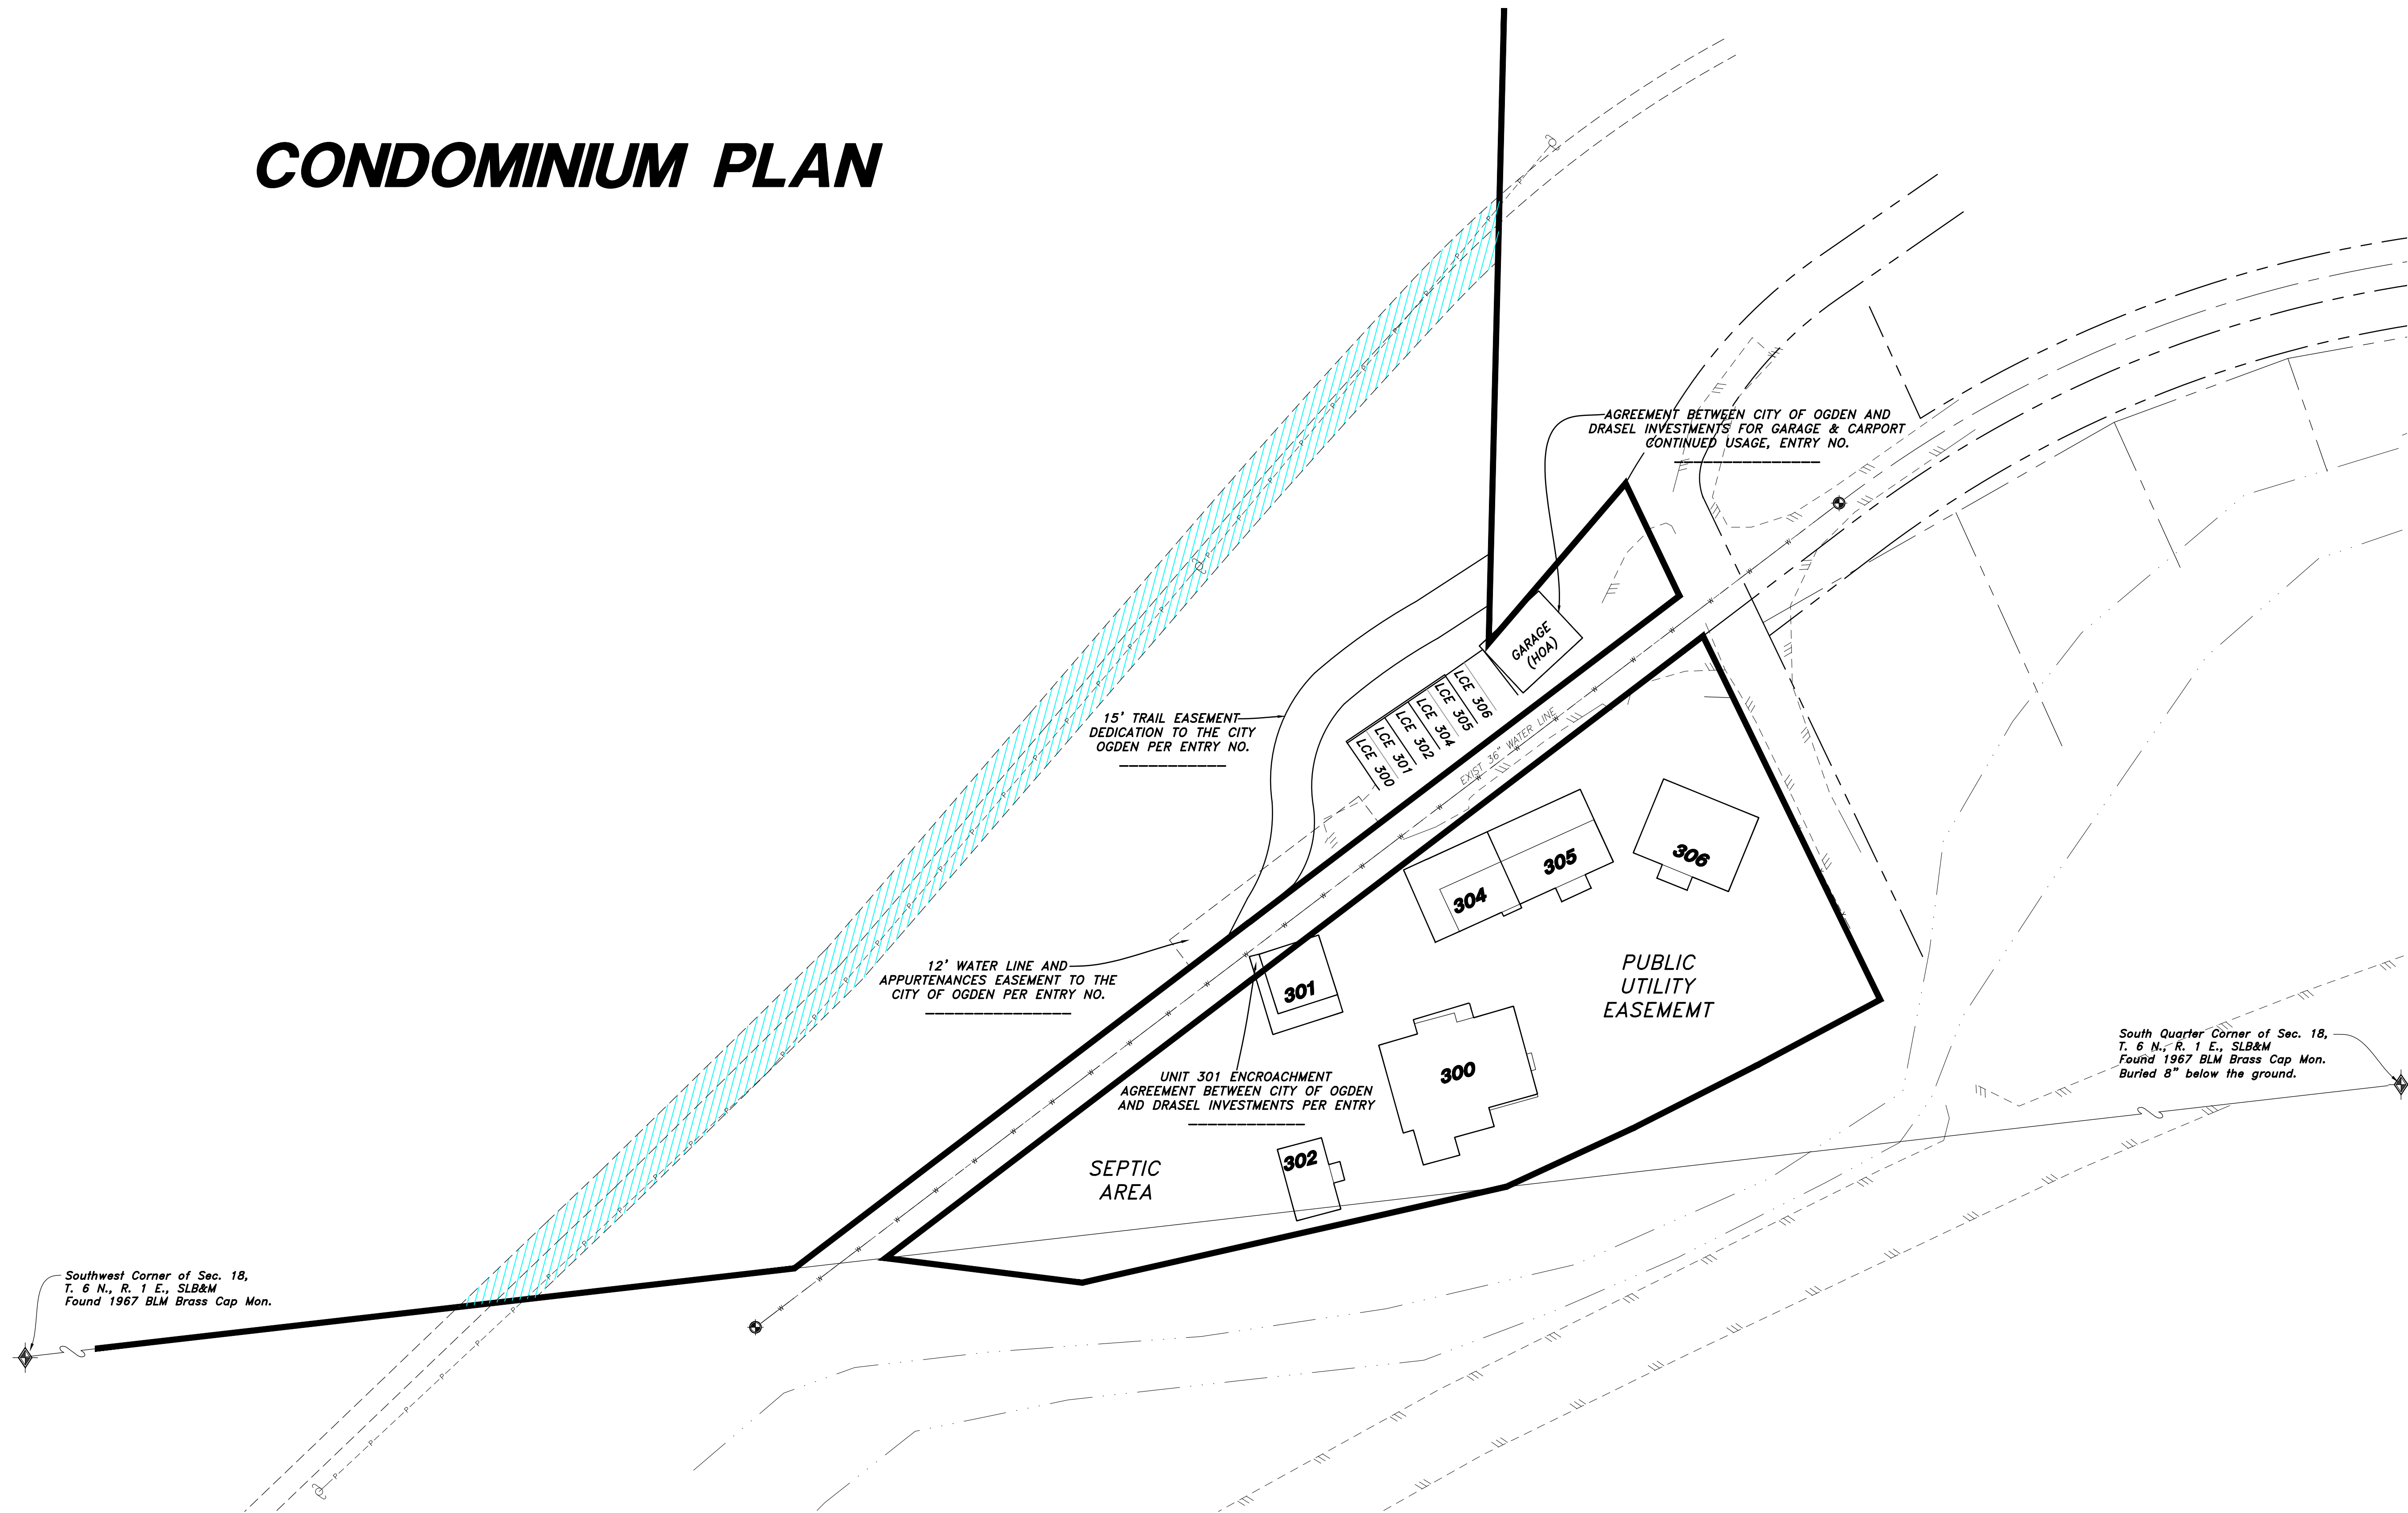 CONDOMINIUM PLAN
AGREEMENT BETWEEN CITY OF OGDEN AND
DRASEL INVESTMENTS FOR GARAGE & CARPORT
CONTINUED USAGE, ENTRY NO.
GARAGE
(HOA)
LCE 306
LCE 305
LCE 304
LCE 302
LCE 301
LCE 300
15' TRAIL EASEMENT
DEDICATION TO THE CITY
OGDEN PER ENTRY NO.
EXIST 36" WATER LINE
304
305
306
12' WATER LINE AND
APPURTENANCES EASEMENT TO THE
CITY OF OGDEN PER ENTRY NO.
301
PUBLIC
UTILITY
EASEMEMT
300
UNIT 301 ENCROACHMENT
AGREEMENT BETWEEN CITY OF OGDEN
AND DRASEL INVESTMENTS PER ENTRY
302
SEPTIC
AREA
South Quarter Corner of Sec. 18,
T. 6 N., R. 1 E., SLB&M
Found 1967 BLM Brass Cap Mon.
Buried 8" below the ground.
Southwest Corner of Sec. 18,
T. 6 N., R. 1 E., SLB&M
Found 1967 BLM Brass Cap Mon.